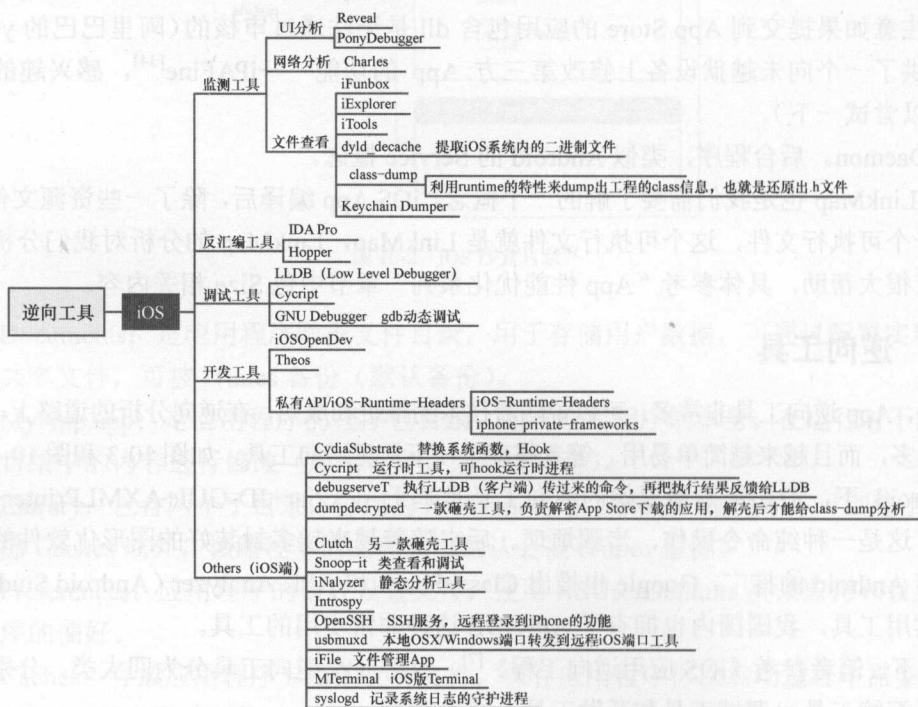 逆向工具
iOS
监测工具
UI分析
Reveal
PonyDebugger
网络分析 Charles
文件查看
iFunbox
iExplorer
iTools
dyld_decache 提取iOS系统内的二进制文件
class-dump
利用runtime的特性来dump出工程的class信息，也就是还原出.h文件
Keychain Dumper
反汇编工具
IDA Pro
Hopper
调试工具
LLDB（Low Level Debugger）
Cycript
GNU Debugger gdb动态调试
开发工具
iOSOpenDev
Theos
私有API/iOS-Runtime-Headers
iOS-Runtime-Headers
iphone-private-frameworks
Others（iOS端）
CydiaSubstrate 替换系统函数，Hook
Cycript 运行时工具，可hook运行时进程
debugserveT 执行LLDB（客户端）传过来的命令，再把执行结果反馈给LLDB
dumpdecrypted 一款砸壳工具，负责解密App Store下载的应用，解壳后才能给class-dump分析
Clutch 另一款砸壳工具
Snoop-it 类查看和调试
iNalyzer 静态分析工具
Introspy
OpenSSH SSH服务，远程登录到iPhone的功能
usbmuxd 本地OSX/Windows端口转发到远程iOS端口工具
iFile 文件管理App
MTerminal iOS版Terminal
syslogd 记录系统日志的守护进程